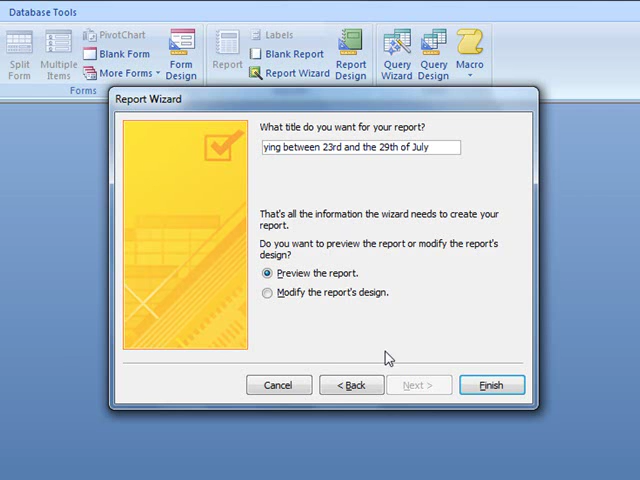 Database Tools
Split Form
Multiple Items
PivotChart
Blank Form
More Forms
Form Design
Forms
Report
Labels
Blank Report
Report Wizard
Report Design
Query Wizard
Query Design
Macro
Report Wizard
What title do you want for your report?
ying between 23rd and the 29th of July
That's all the information the wizard needs to create your
report.
Do you want to preview the report or modify the report's
design?
Preview the report.
Modify the report's design.
Cancel
< Back
Next >
Finish